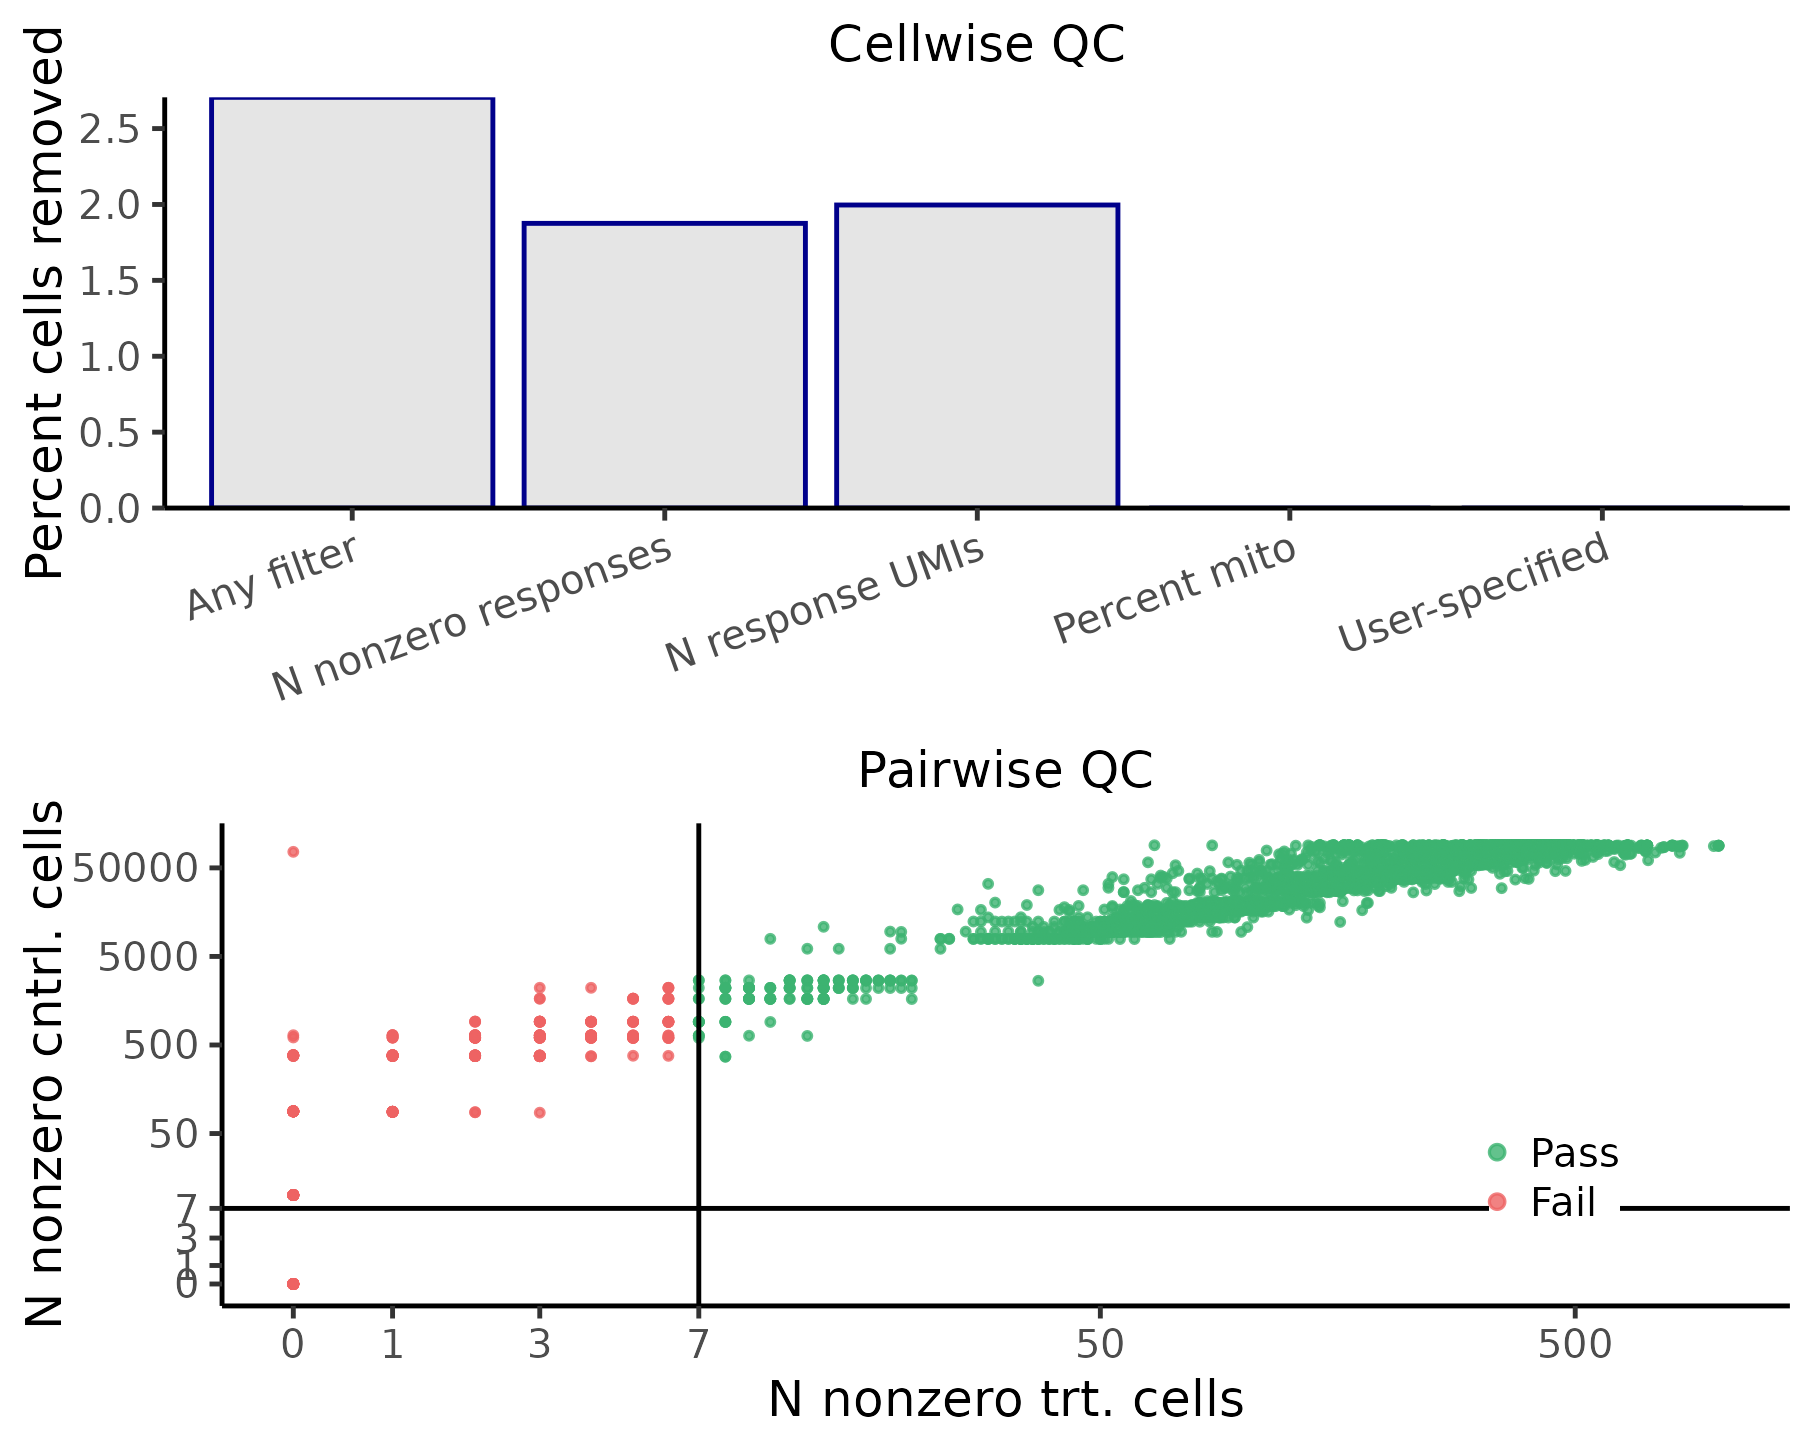 Cellwise QC
Percent cells removed
2.5
2.0
1.5
1.0
0.5
0.0
Any filter
N nonzero responses
N response UMIs
Percent mito
User-specified
Pairwise QC
N nonzero cntrl. cells
50000
5000
500
50
7
3
1
0
Pass
Fail
0 1 3 7 50 500
N nonzero trt. cells